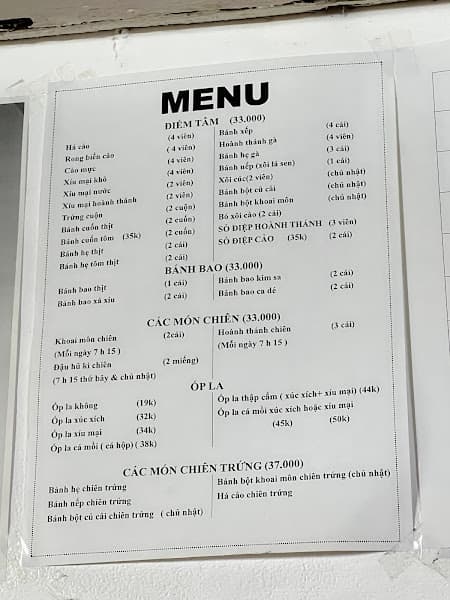 MENU
ĐIỂM TÂM (33.000)
Há cảo (4 viên)
Rong biển cảo (4 viên)
Cảo mực (4 viên)
Xíu mại khô (4 viên)
Xíu mại nước (2 viên)
Xíu mại hoành thánh (2 viên)
Trứng cuộn (2 cuộn)
Bánh cuốn thịt (2 cuốn)
Bánh cuốn tôm (35k) (2 cuốn)
Bánh hẹ thịt (2 cái)
Bánh hẹ tôm thịt (2 cái)
Bánh xếp (4 cái)
Hoành thánh gà (4 viên)
Bánh hẹ gà (3 cái)
Bánh nếp (xôi lá sen) (1 cái)
Xôi cúc(2 viên) (chủ nhật)
Bánh bột củ cải (chủ nhật)
Bánh bột khoai môn (chủ nhật)
Bó xôi cảo (2 cái)
SÒ ĐIỆP HOÀNH THÁNH (3 viên)
SÒ ĐIỆP CẢO (35k) (2 cái)
BÁNH BAO (33.000)
Bánh bao thịt (1 cái)
Bánh bao xá xíu (2 cái)
Bánh bao kim sa (2 cái)
Bánh bao ca dé (2 cái)
CÁC MÓN CHIÊN (33.000)
Khoai môn chiên (2cái)
(Mỗi ngày 7 h 15 )
Đậu hũ ki chiên (2 miếng)
(7 h 15 thứ bảy & chủ nhật)
Hoành thánh chiên (3 cái)
(Mỗi ngày 7 h 15)
ỐP LA
Ốp la không (19k)
Ốp la xúc xích (32k)
Ốp la xíu mại (34k)
Ốp la cá mòi ( cá hộp) ( 38k)
Ốp la thập cẩm ( xúc xích+ xíu mại) (44k)
Ốp la cá mòi xúc xích hoặc xíu mại
(45k) (50k)
CÁC MÓN CHIÊN TRỨNG (37.000)
Bánh hẹ chiên trứng
Bánh nếp chiên trứng
Bánh bột củ cải chiên trứng ( chủ nhật)
Bánh bột khoai môn chiên trứng (chủ nhật)
Há cảo chiên trứng